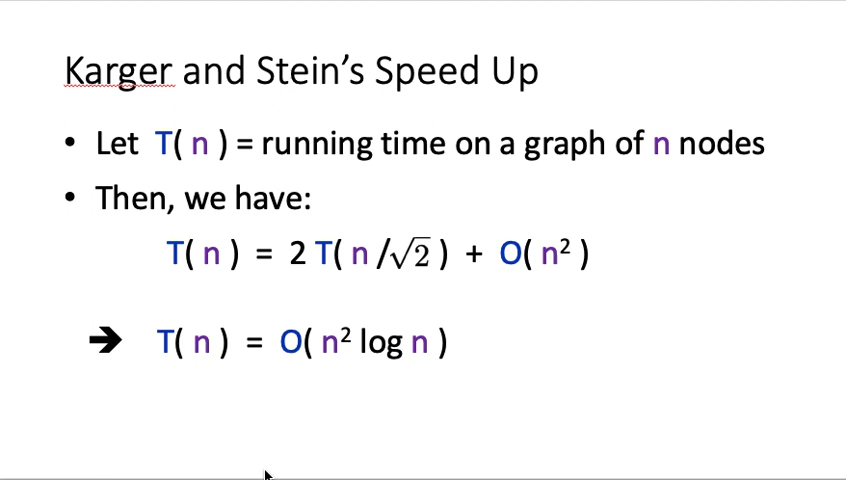 Karger and Stein’s Speed Up
• Let T( n ) = running time on a graph of n nodes
• Then, we have:
T( n ) = 2 T( n /√2 ) + O( n² )
➔ T( n ) = O( n² log n )